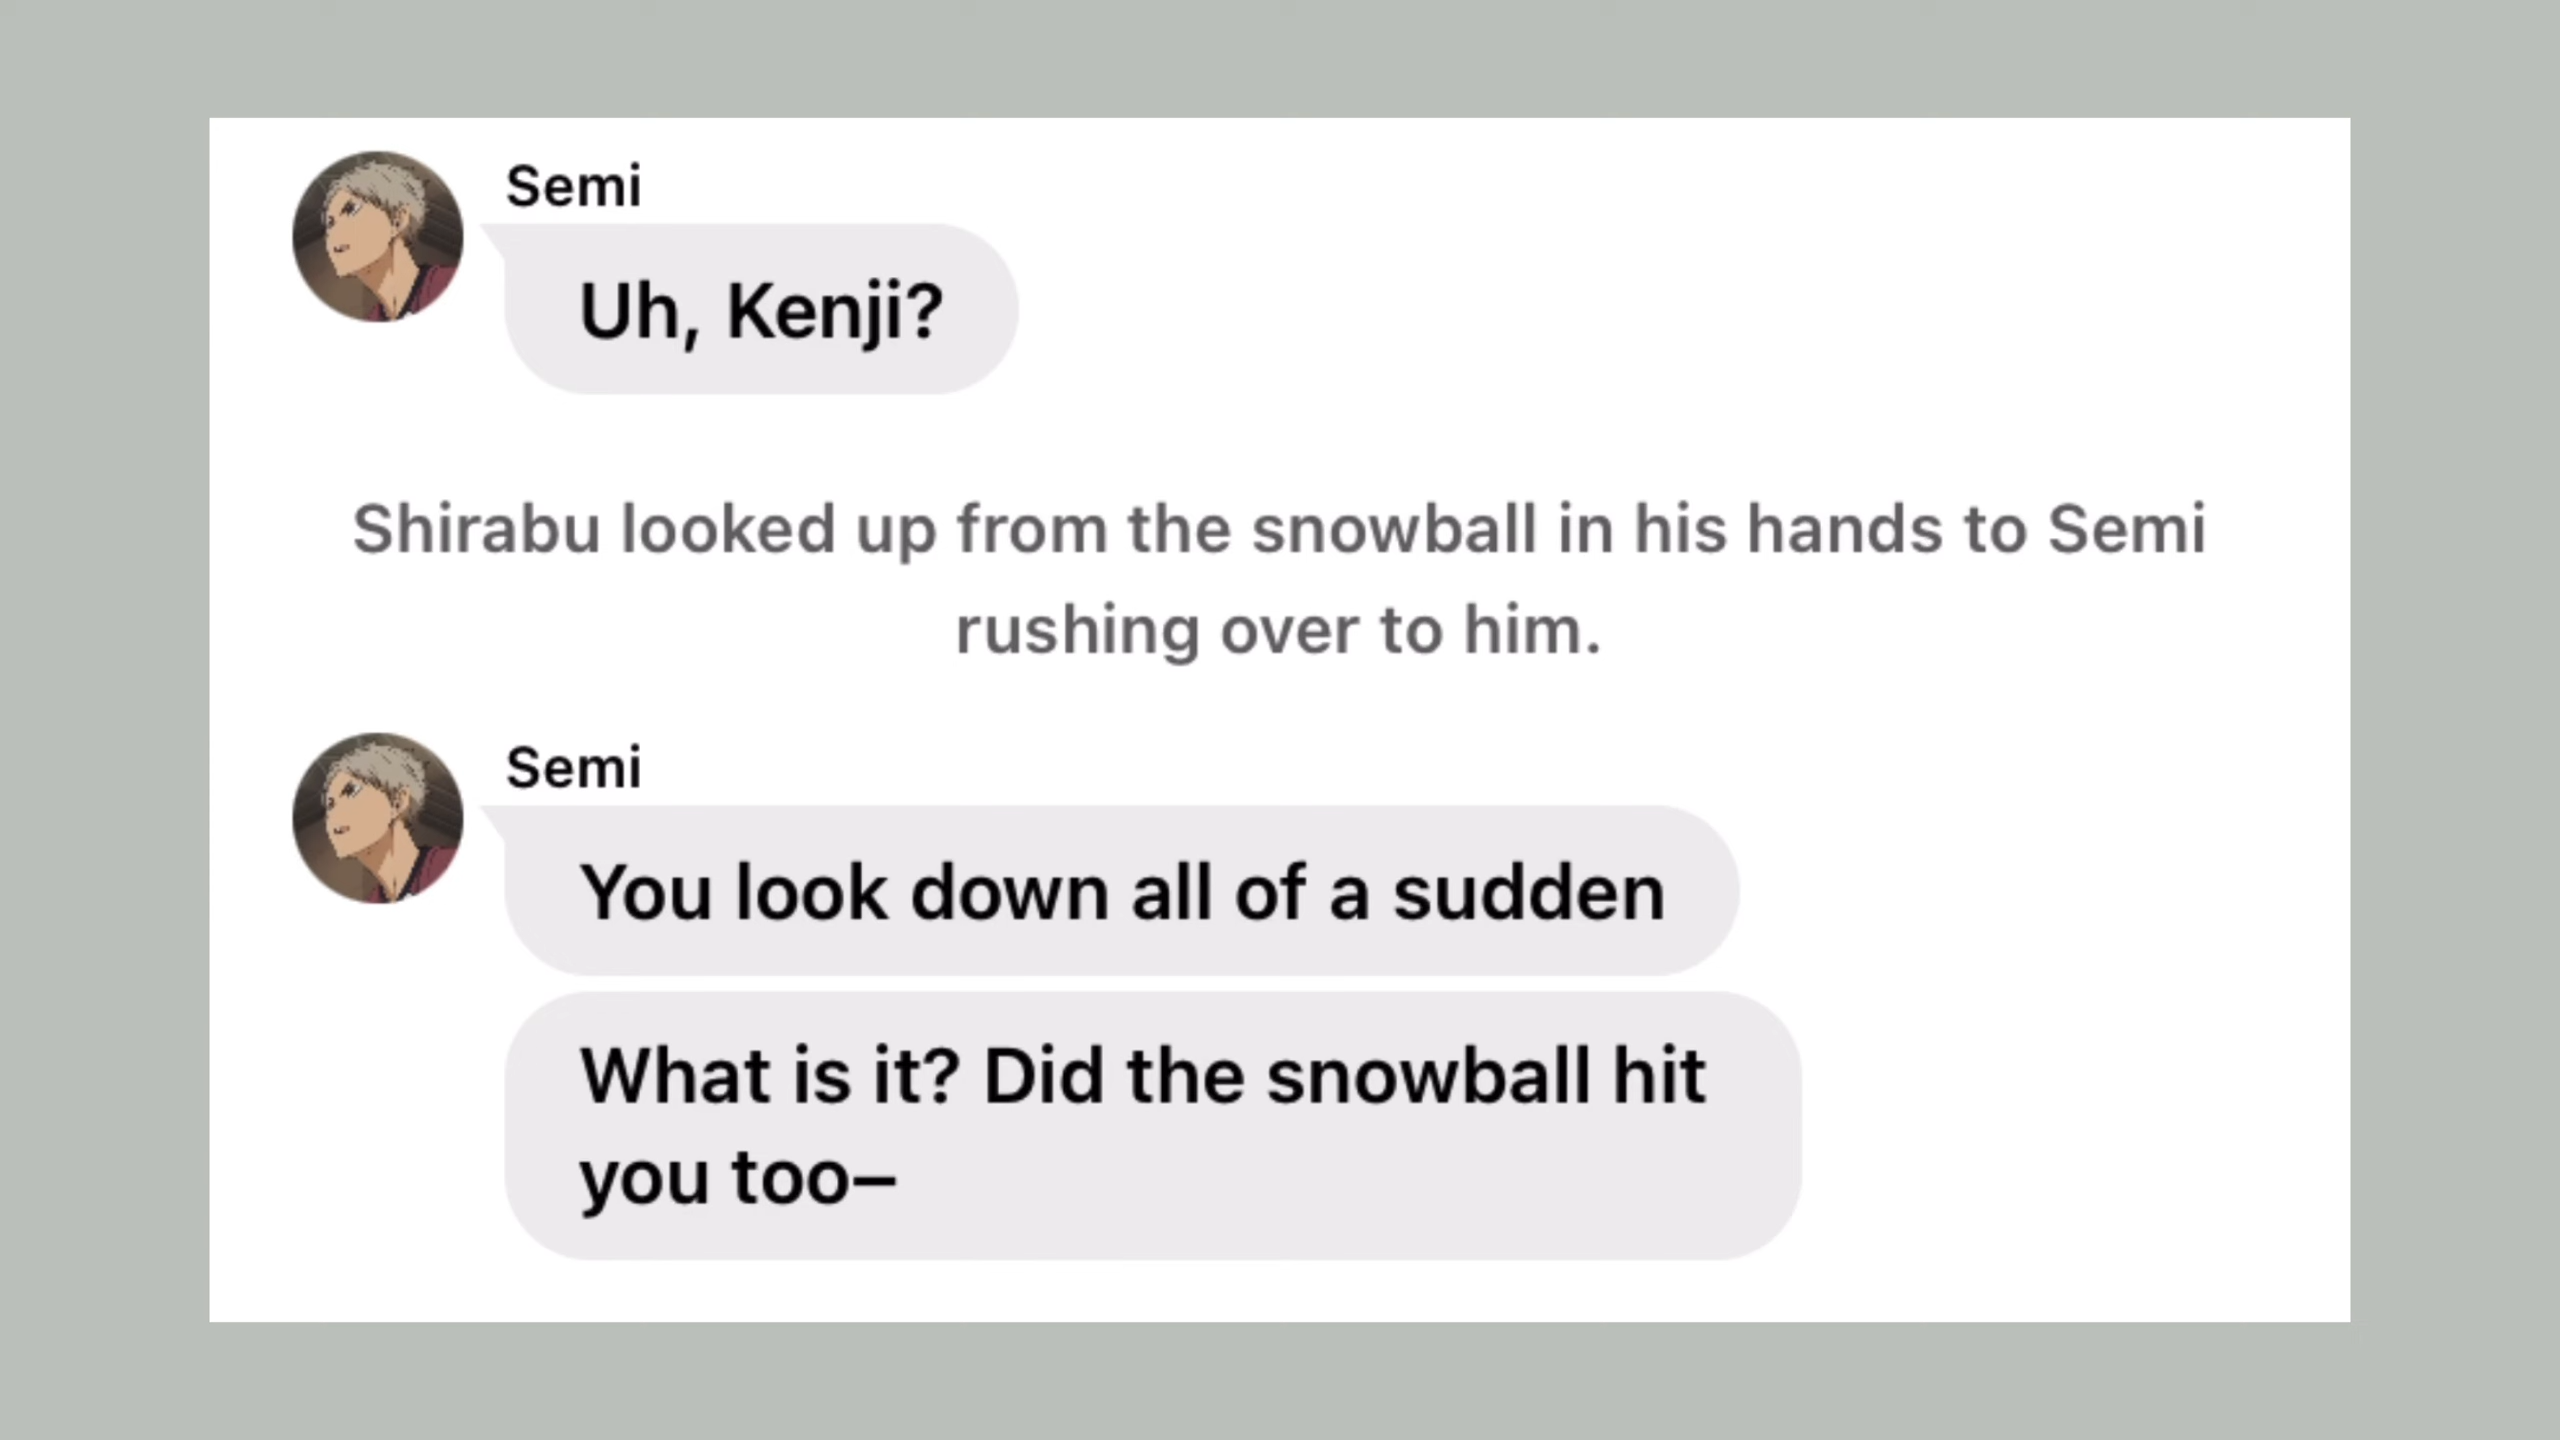 Semi
Uh, Kenji?
Shirabu looked up from the snowball in his hands to Semi
rushing over to him.
Semi
You look down all of a sudden
What is it? Did the snowball hit
you too–